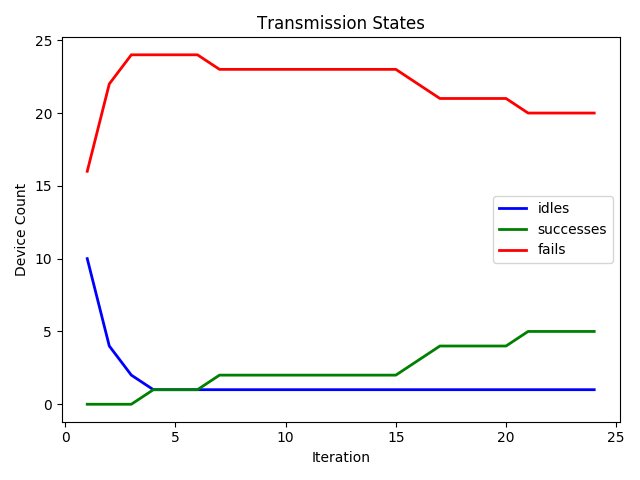 Transmission States
Device Count
25
20
15
10
5
0
idles
successes
fails
0 5 10 15 20 25
Iteration